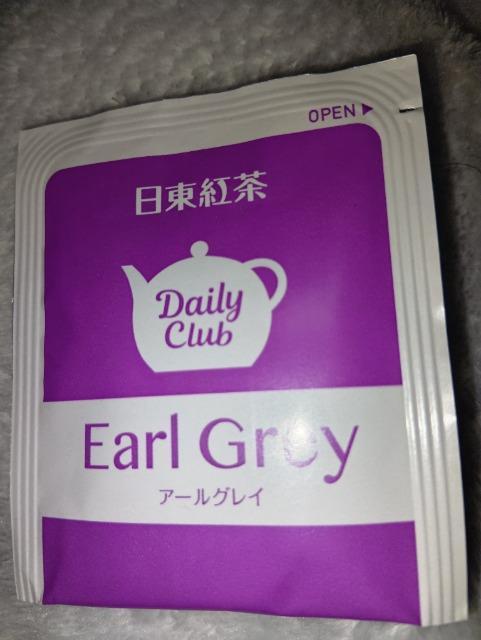 OPEN ▶
日東紅茶
Daily
Club
Earl Grey
アールグレイ